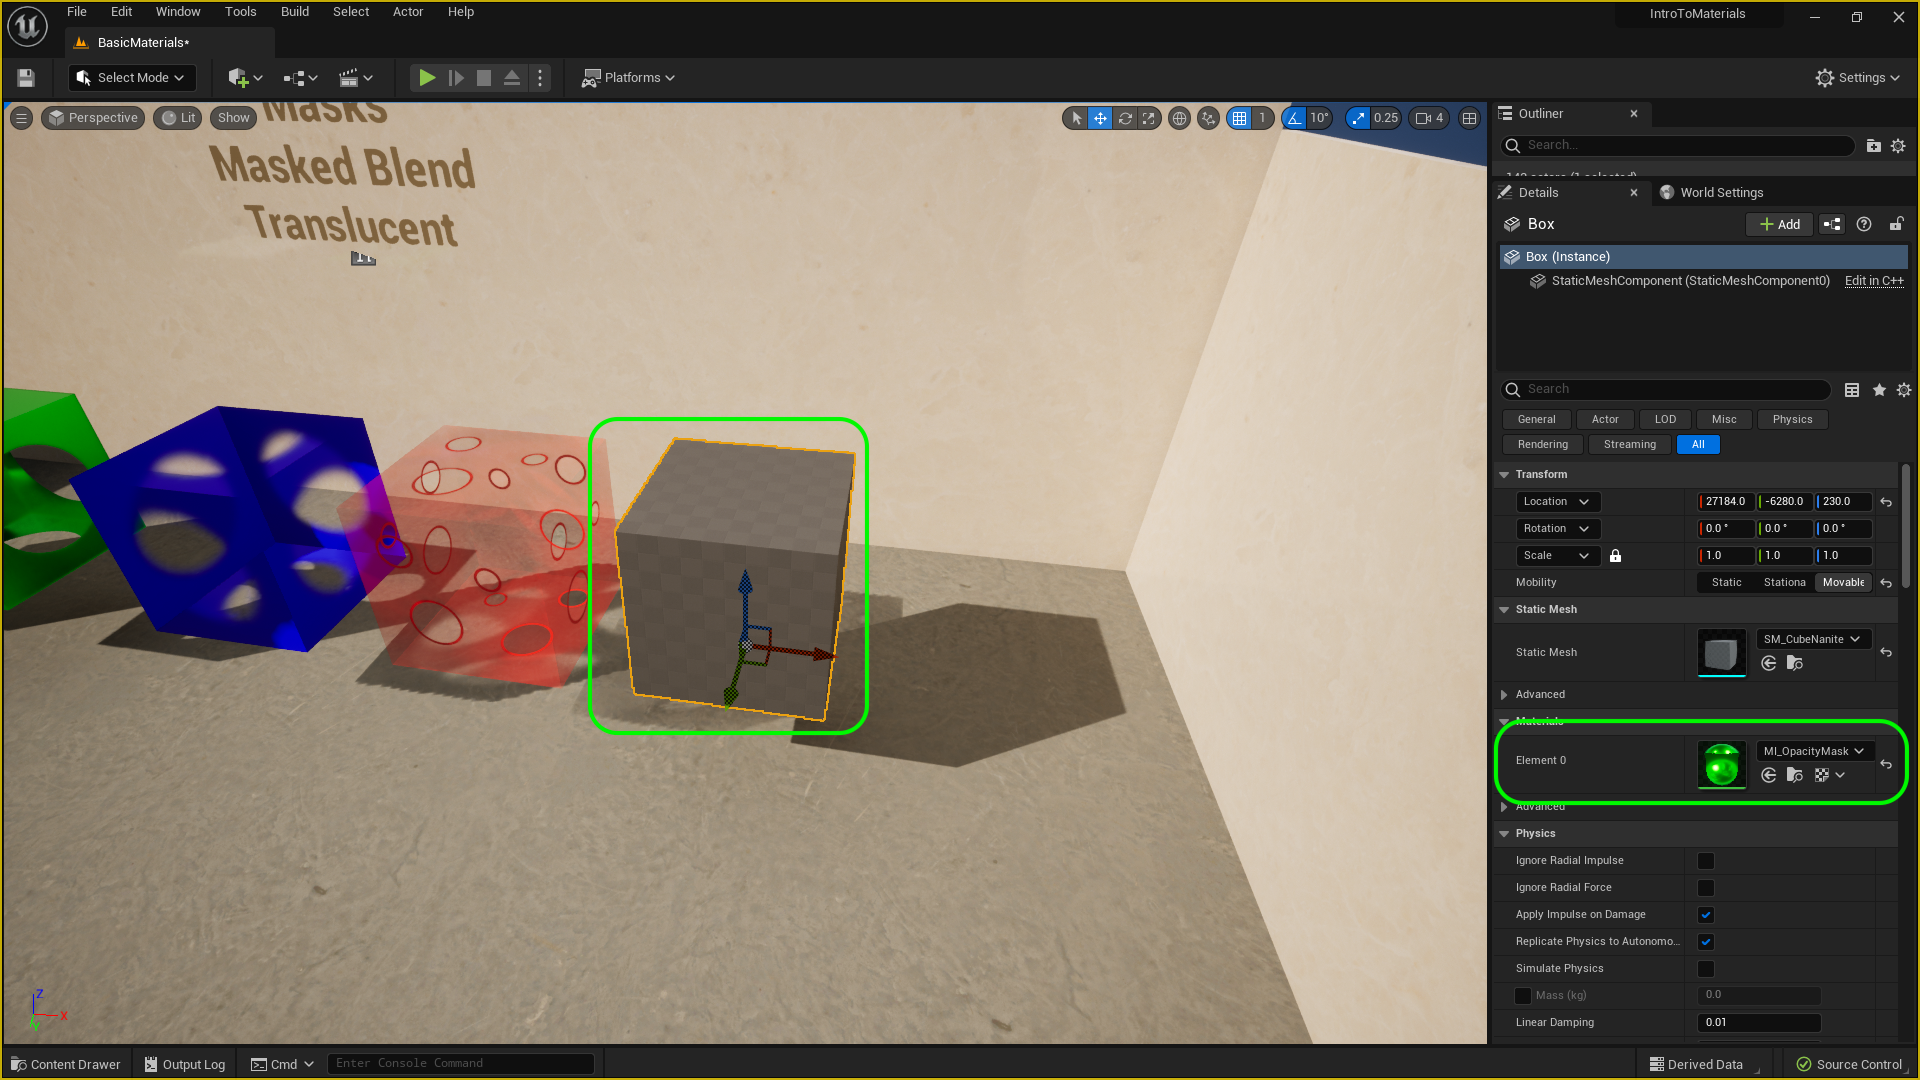 File Edit Window Tools Build Select Actor Help
IntroToMaterials
BasicMaterials*
Select Mode
Platforms
Settings
Perspective Lit Show
1 10° 0.25 4
Masks
Masked Blend
Translucent
Outliner
Search...
142 actors (1 selected)
Details World Settings
Box
Add
Box (Instance)
StaticMeshComponent (StaticMeshComponent0) Edit in C++
Search
General Actor LOD Misc Physics
Rendering Streaming All
Transform
Location 27184.0 -6280.0 230.0
Rotation 0.0 ° 0.0 ° 0.0 °
Scale 1.0 1.0 1.0
Mobility Static Stationa Movable
Static Mesh
Static Mesh SM_CubeNanite
Advanced
Materials
Element 0 MI_OpacityMask
Advanced
Physics
Ignore Radial Impulse
Ignore Radial Force
Apply Impulse on Damage
Replicate Physics to Autonomo...
Simulate Physics
Mass (kg) 0.0
Linear Damping 0.01
Z
X
Y
Content Drawer Output Log Cmd Enter Console Command
Derived Data Source Control